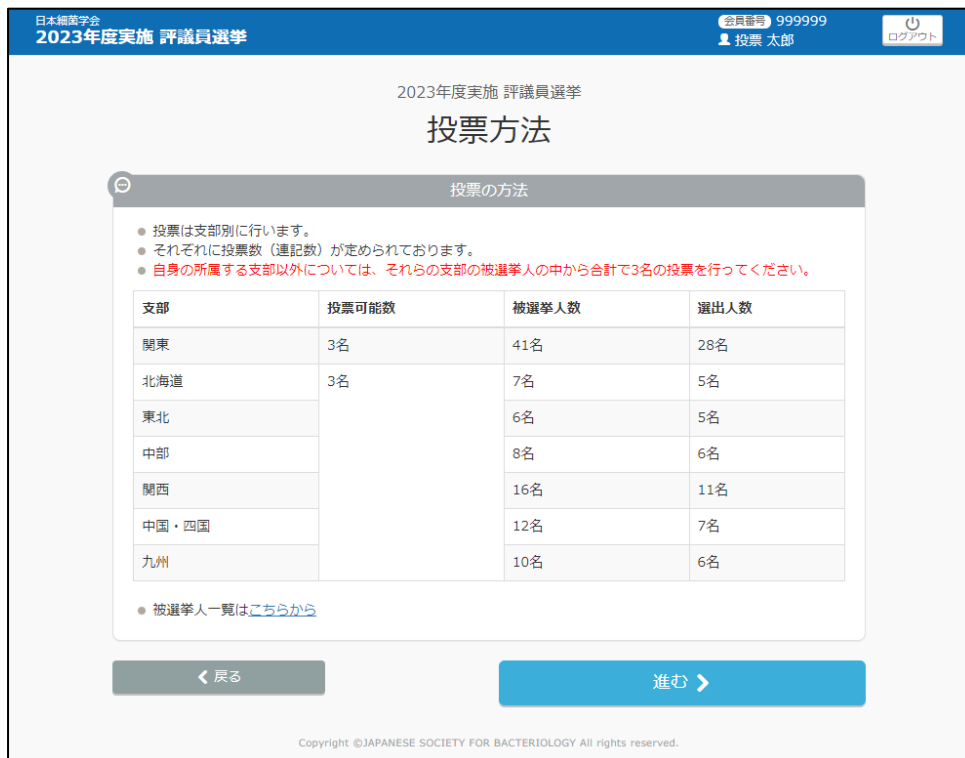 日本細菌学会
2023年度実施 評議員選挙
会員番号 999999
投票 太郎
ログアウト
2023年度実施 評議員選挙
投票方法
投票の方法
投票は支部別に行います。
それぞれに投票数（連記数）が定められております。
自身の所属する支部以外については、それらの支部の被選挙人の中から合計で3名の投票を行ってください。
支部 投票可能数 被選挙人数 選出人数
関東 3名 41名 28名
北海道 3名 7名 5名
東北 6名 5名
中部 8名 6名
関西 16名 11名
中国・四国 12名 7名
九州 10名 6名
被選挙人一覧はこちらから
戻る
進む
Copyright ©JAPANESE SOCIETY FOR BACTERIOLOGY All rights reserved.